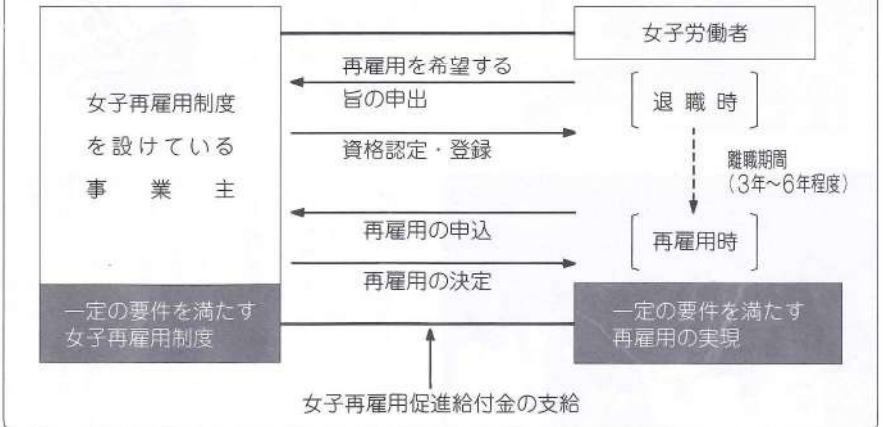 女子労働者
再雇用を希望する
旨の申出
資格認定・登録
[退職時]
女子再雇用制度
を設けている
事業主
離職期間
(3年～6年程度)
再雇用の申込
[再雇用時]
再雇用の決定
一定の要件を満たす
女子再雇用制度
一定の要件を満たす
再雇用の実現
女子再雇用促進給付金の支給